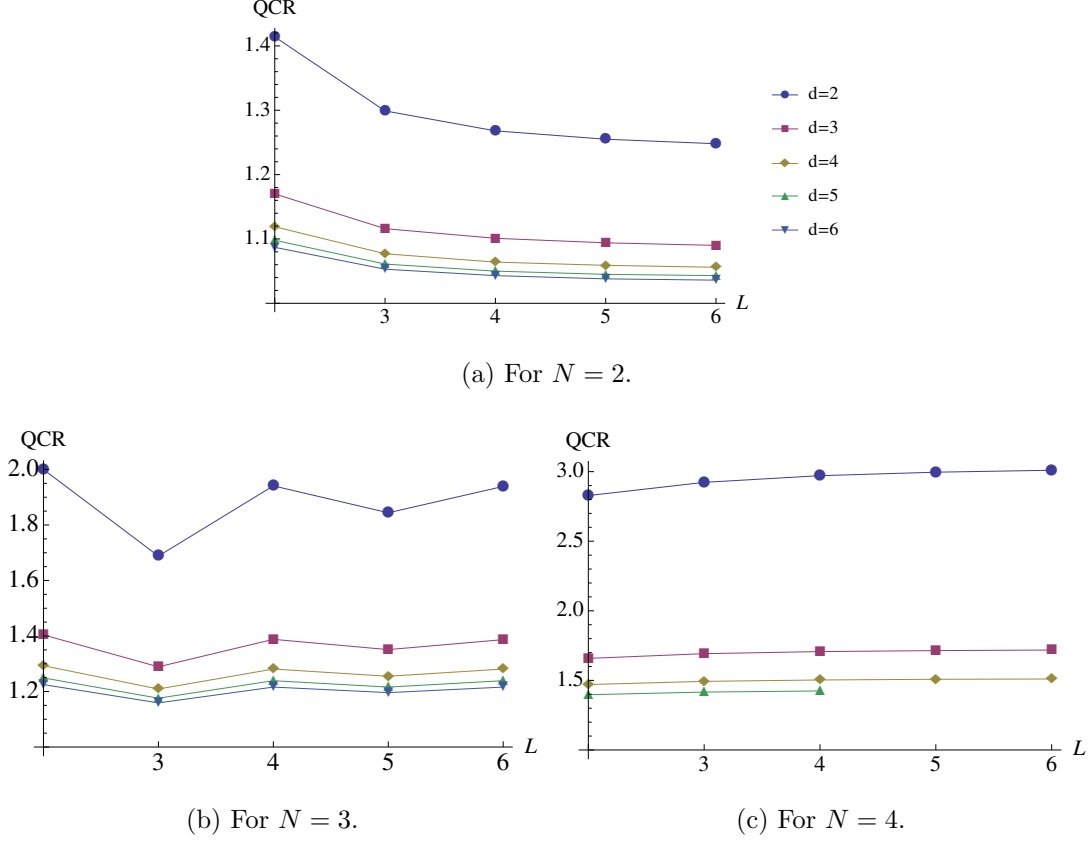 QCR
1.4
1.3
1.2
1.1
3 4 5 6 L
d=2
d=3
d=4
d=5
d=6
(a) For N = 2.
QCR
2.0
1.8
1.6
1.4
1.2
3 4 5 6 L
(b) For N = 3.
QCR
3.0
2.5
2.0
1.5
3 4 5 6 L
(c) For N = 4.